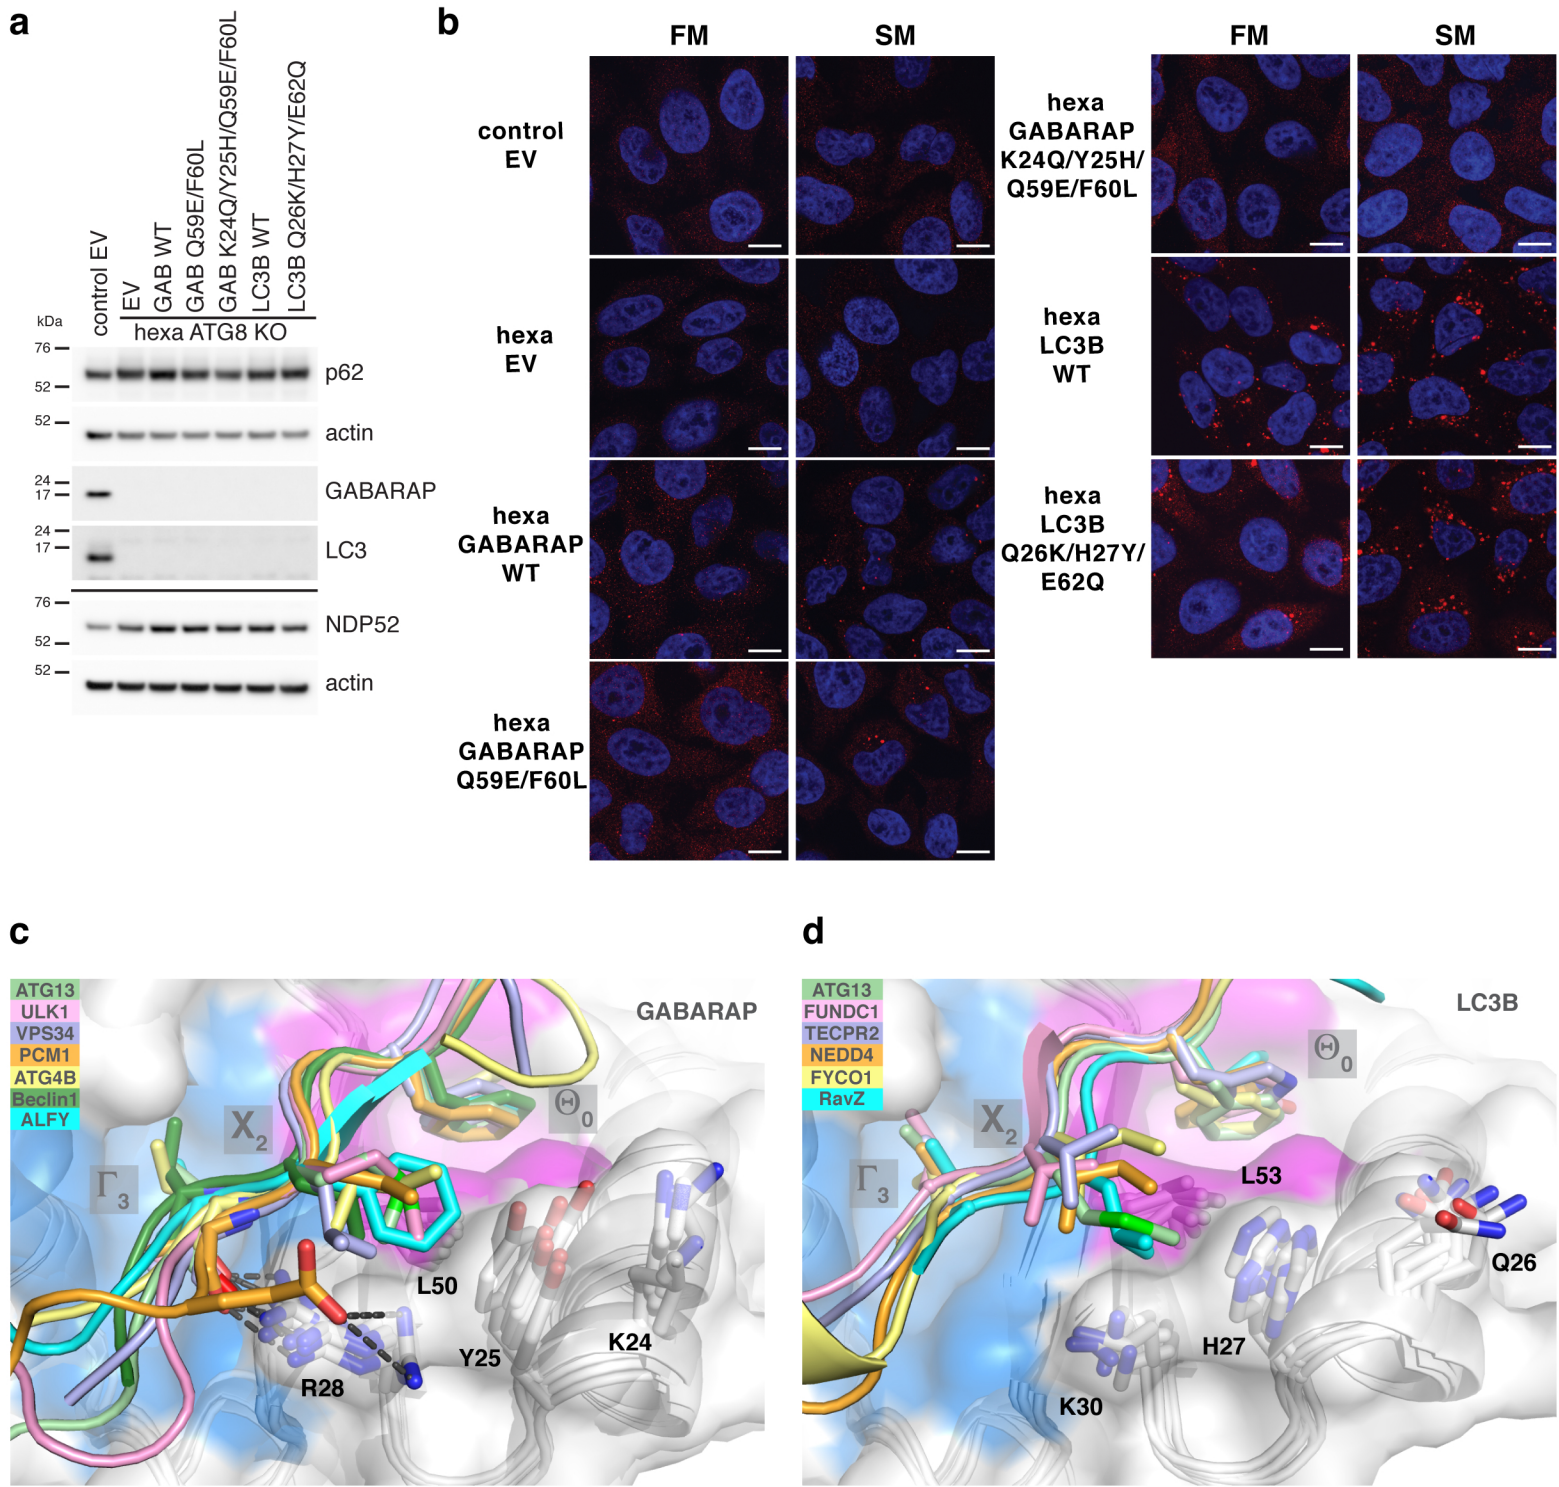 a
control EV
EV
GAB WT
GAB Q59E/F60L
GAB K24Q/Y25H/Q59E/F60L
LC3B WT
LC3B Q26K/H27Y/E62Q
kDa
hexa ATG8 KO
76
52
p62
52
actin
24
17
GABARAP
24
17
LC3
76
52
NDP52
52
actin
b
FM
SM
control
EV
hexa
EV
hexa
GABARAP
WT
hexa
GABARAP
Q59E/F60L
FM
SM
hexa
GABARAP
K24Q/Y25H/
Q59E/F60L
hexa
LC3B
WT
hexa
LC3B
Q26K/H27Y/
E62Q
c
ATG13
ULK1
VPS34
PCM1
ATG4B
Beclin1
ALFY
GABARAP
X2
Θ0
Γ3
L50
Y25
K24
R28
d
ATG13
FUNDC1
TECPR2
NEDD4
FYCO1
RavZ
LC3B
Θ0
X2
Γ3
L53
Q26
H27
K30